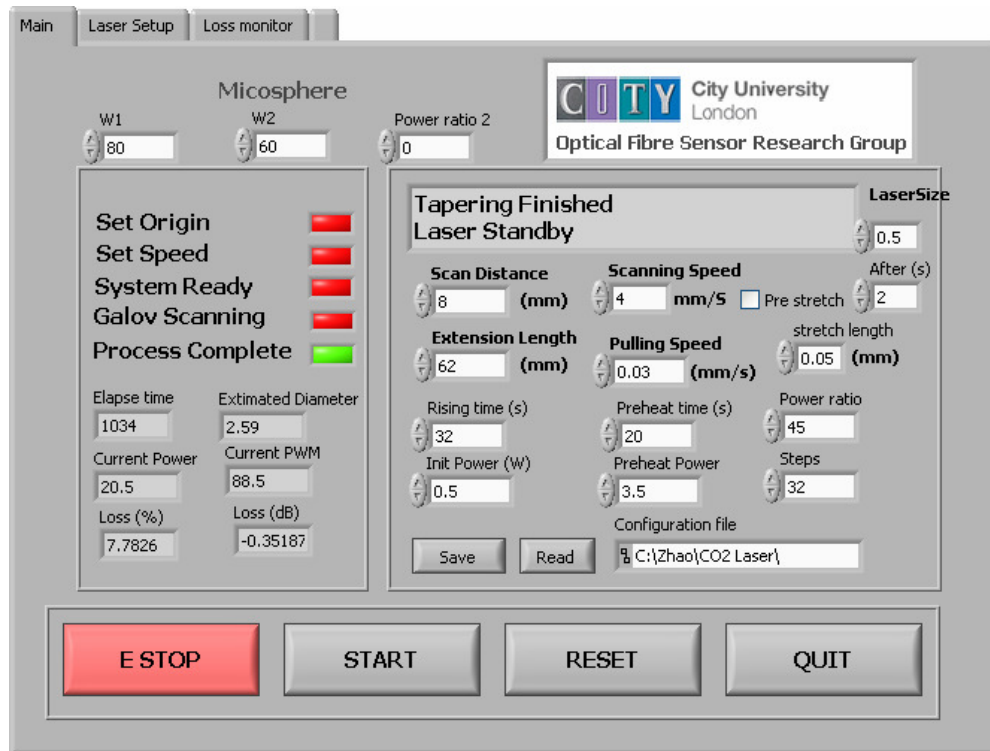 Main Laser Setup Loss monitor
Micosphere
W1 W2 Power ratio 2
80 60 0
CITY City University
London
Optical Fibre Sensor Research Group
Set Origin
Set Speed
System Ready
Galov Scanning
Process Complete
Elapse time Extimated Diameter
1034 2.59
Current Power Current PWM
20.5 88.5
Loss (%) Loss (dB)
7.7826 -0.35187
Tapering Finished
Laser Standby
LaserSize
0.5
Scan Distance Scanning Speed After (s)
8 (mm) 4 mm/S Pre stretch 2
Extension Length Pulling Speed stretch length
62 (mm) 0.03 (mm/s) 0.05 (mm)
Rising time (s) Preheat time (s) Power ratio
32 20 45
Init Power (W) Preheat Power Steps
0.5 3.5 32
Configuration file
Save Read C:\Zhao\CO2 Laser\
E STOP START RESET QUIT